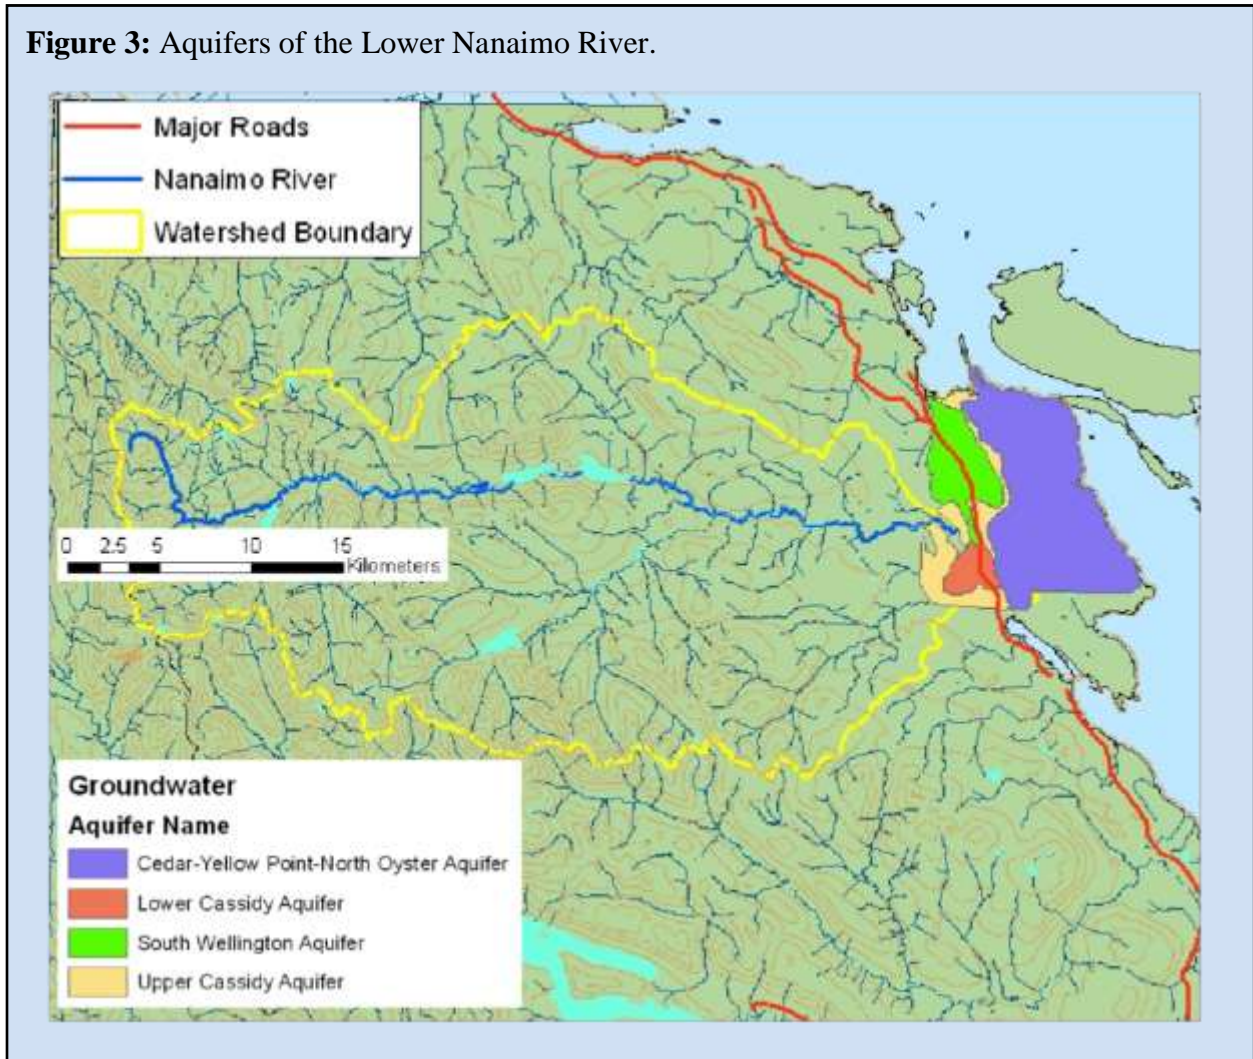 Figure 3: Aquifers of the Lower Nanaimo River.
Major Roads
Nanaimo River
Watershed Boundary
0 2.5 5 10 15
Kilometers
Groundwater
Aquifer Name
Cedar-Yellow Point-North Oyster Aquifer
Lower Cassidy Aquifer
South Wellington Aquifer
Upper Cassidy Aquifer